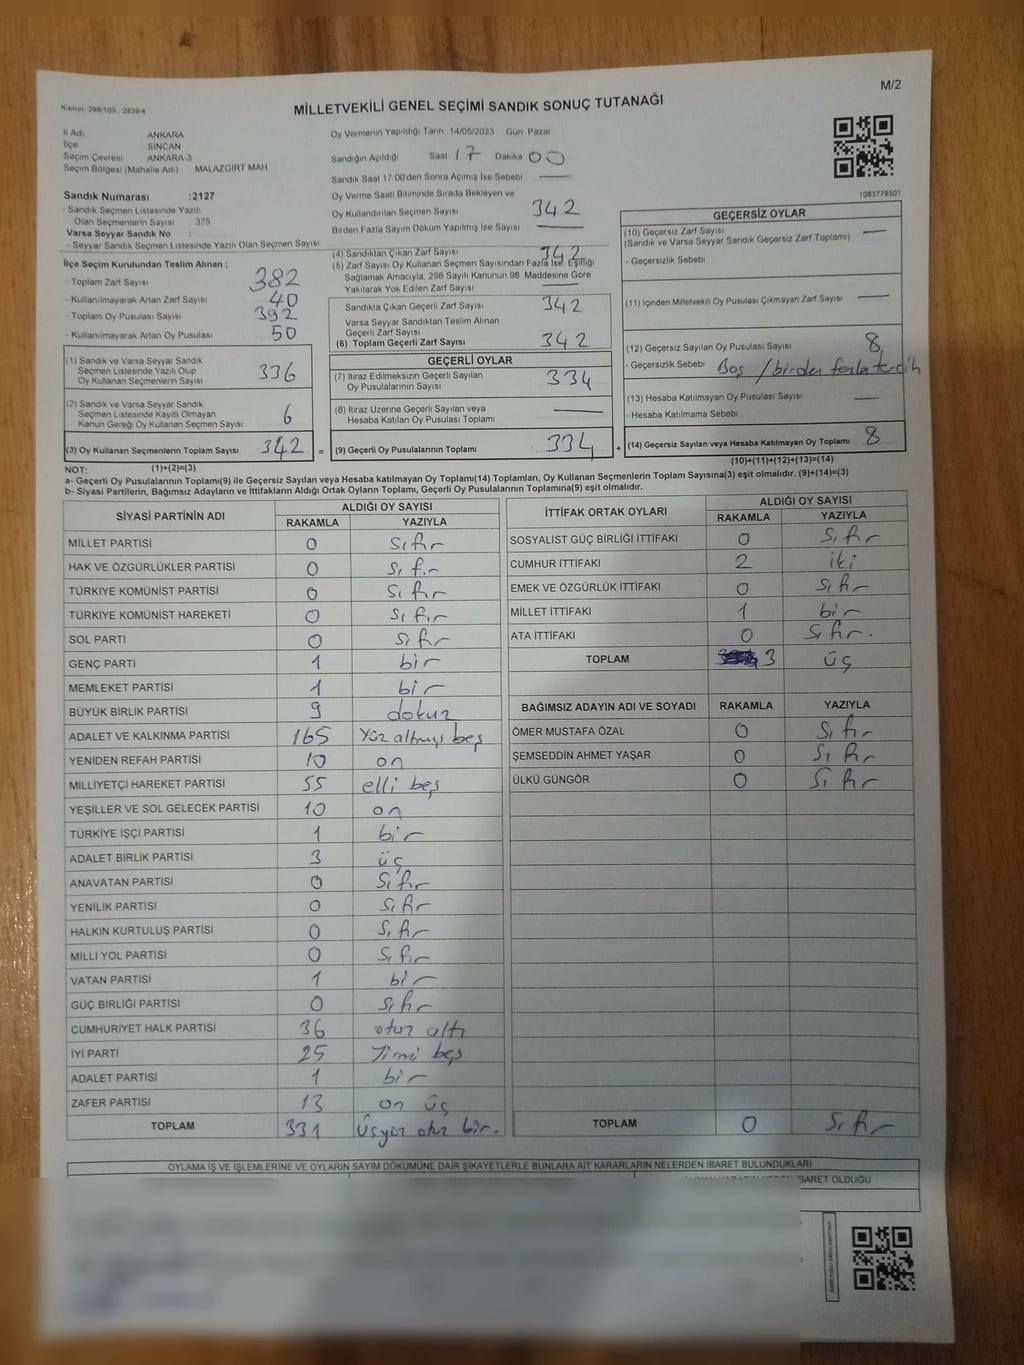 M/2
Kanun: 298/105 . 2839/4
MİLLETVEKİLİ GENEL SEÇİMİ SANDIK SONUÇ TUTANAĞI
İl Adı ANKARA
İlçe SİNCAN
Seçim Çevresi ANKARA-3
Seçim Bölgesi (Mahalle Adı) MALAZGİRT MAH
Oy Vermenin Yapıldığı Tarih 14/05/2023 Gün. Pazar
Sandığın Açıldığı Saat 17 Dakika 00
Sandık Saat 17.00'den Sonra Açılmış İse Sebebi —
Oy Verme Saati Bitiminde Sırada Bekleyen ve
Oy Kullandırılan Seçmen Sayısı 342
Birden Fazla Sayım Döküm Yapılmış İse Sayısı —
1083779501
Sandık Numarası :2127
- Sandık Seçmen Listesinde Yazılı
Olan Seçmenlerin Sayısı : 375
Varsa Seyyar Sandık No :
- Seyyar Sandık Seçmen Listesinde Yazılı Olan Seçmen Sayısı
İlçe Seçim Kurulundan Teslim Alınan ;
- Toplam Zarf Sayısı 382
- Kullanılmayarak Artan Zarf Sayısı 40
- Toplam Oy Pusulası Sayısı 392
- Kullanılmayarak Artan Oy Pusulası 50
(1) Sandık ve Varsa Seyyar Sandık
Seçmen Listesinde Yazılı Olup
Oy Kullanan Seçmenlerin Sayısı 336
(2) Sandık ve Varsa Seyyar Sandık
Seçmen Listesinde Kayıtlı Olmayan
Kanun Gereği Oy Kullanan Seçmen Sayısı 6
(3) Oy Kullanan Seçmenlerin Toplam Sayısı 342
(1)+(2)=(3)
(4) Sandıktan Çıkan Zarf Sayısı 342
(5) Zarf Sayısı Oy Kullanan Seçmen Sayısından Fazla İse, Eşitliği
Sağlamak Amacıyla, 298 Sayılı Kanunun 98. Maddesine Göre
Yakılarak Yok Edilen Zarf Sayısı —
Sandıkta Çıkan Geçerli Zarf Sayısı 342
Varsa Seyyar Sandıktan Teslim Alınan
Geçerli Zarf Sayısı
(6) Toplam Geçerli Zarf Sayısı 342
GEÇERLİ OYLAR
(7) İtiraz Edilmeksizin Geçerli Sayılan
Oy Pusulalarının Sayısı 334
(8) İtiraz Üzerine Geçerli Sayılan veya
Hesaba Katılan Oy Pusulası Toplamı —
= (9) Geçerli Oy Pusulalarının Toplamı 334 +
GEÇERSİZ OYLAR
(10) Geçersiz Zarf Sayısı —
(Sandık ve Varsa Seyyar Sandık Geçersiz Zarf Toplamı)
- Geçersizlik Sebebi
(11) İçinden Milletvekili Oy Pusulası Çıkmayan Zarf Sayısı —
(12) Geçersiz Sayılan Oy Pusulası Sayısı 8
- Geçersizlik Sebebi Boş / birden fazla tercih
(13) Hesaba Katılmayan Oy Pusulası Sayısı —
- Hesaba Katılmama Sebebi
(14) Geçersiz Sayılan veya Hesaba Katılmayan Oy Toplamı 8
(10)+(11)+(12)+(13)=(14)
NOT:
a- Geçerli Oy Pusulalarının Toplamı(9) ile Geçersiz Sayılan veya Hesaba Katılmayan Oy Toplamı(14) Toplamları, Oy Kullanan Seçmenlerin Toplam Sayısına(3) eşit olmalıdır. (9)+(14)=(3)
b- Siyasi Partilerin, Bağımsız Adayların ve İttifakların Aldığı Ortak Oyların Toplamı, Geçerli Oy Pusulalarının Toplamına(9) eşit olmalıdır.
SİYASİ PARTİNİN ADI ALDIĞI OY SAYISI
RAKAMLA YAZIYLA
MİLLET PARTİSİ 0 sıfır
HAK VE ÖZGÜRLÜKLER PARTİSİ 0 sıfır
TÜRKİYE KOMÜNİST PARTİSİ 0 sıfır
TÜRKİYE KOMÜNİST HAREKETİ 0 sıfır
SOL PARTİ 0 sıfır
GENÇ PARTİ 1 bir
MEMLEKET PARTİSİ 1 bir
BÜYÜK BİRLİK PARTİSİ 9 dokuz
ADALET VE KALKINMA PARTİSİ 165 Yüz altmış beş
YENİDEN REFAH PARTİSİ 10 on
MİLLİYETÇİ HAREKET PARTİSİ 55 elli beş
YEŞİLLER VE SOL GELECEK PARTİSİ 10 on
TÜRKİYE İŞÇİ PARTİSİ 1 bir
ADALET BİRLİK PARTİSİ 3 üç
ANAVATAN PARTİSİ 0 sıfır
YENİLİK PARTİSİ 0 sıfır
HALKIN KURTULUŞ PARTİSİ 0 sıfır
MİLLİ YOL PARTİSİ 0 sıfır
VATAN PARTİSİ 1 bir
GÜÇ BİRLİĞİ PARTİSİ 0 sıfır
CUMHURİYET HALK PARTİSİ 36 otuz altı
İYİ PARTİ 25 Yirmi beş
ADALET PARTİSİ 1 bir
ZAFER PARTİSİ 13 on üç
TOPLAM 331 Üçyüz otuz bir.
İTTİFAK ORTAK OYLARI ALDIĞI OY SAYISI
RAKAMLA YAZIYLA
SOSYALİST GÜÇ BİRLİĞİ İTTİFAKI 0 sıfır
CUMHUR İTTİFAKI 2 iki
EMEK VE ÖZGÜRLÜK İTTİFAKI 0 sıfır
MİLLET İTTİFAKI 1 bir
ATA İTTİFAKI 0 sıfır.
TOPLAM 3 üç
BAĞIMSIZ ADAYIN ADI VE SOYADI RAKAMLA YAZIYLA
ÖMER MUSTAFA ÖZAL 0 sıfır
ŞEMSEDDİN AHMET YAŞAR 0 sıfır
ÜLKÜ GÜNGÖR 0 sıfır
TOPLAM 0 sıfır
OYLAMA İŞ VE İŞLEMLERİNE VE OYLARIN SAYIM DÖKÜMÜNE DAİR ŞİKAYETLERLE BUNLARA AİT KARARLARIN NELERDEN İBARET BULUNDUKLARI
İBARET OLDUĞU